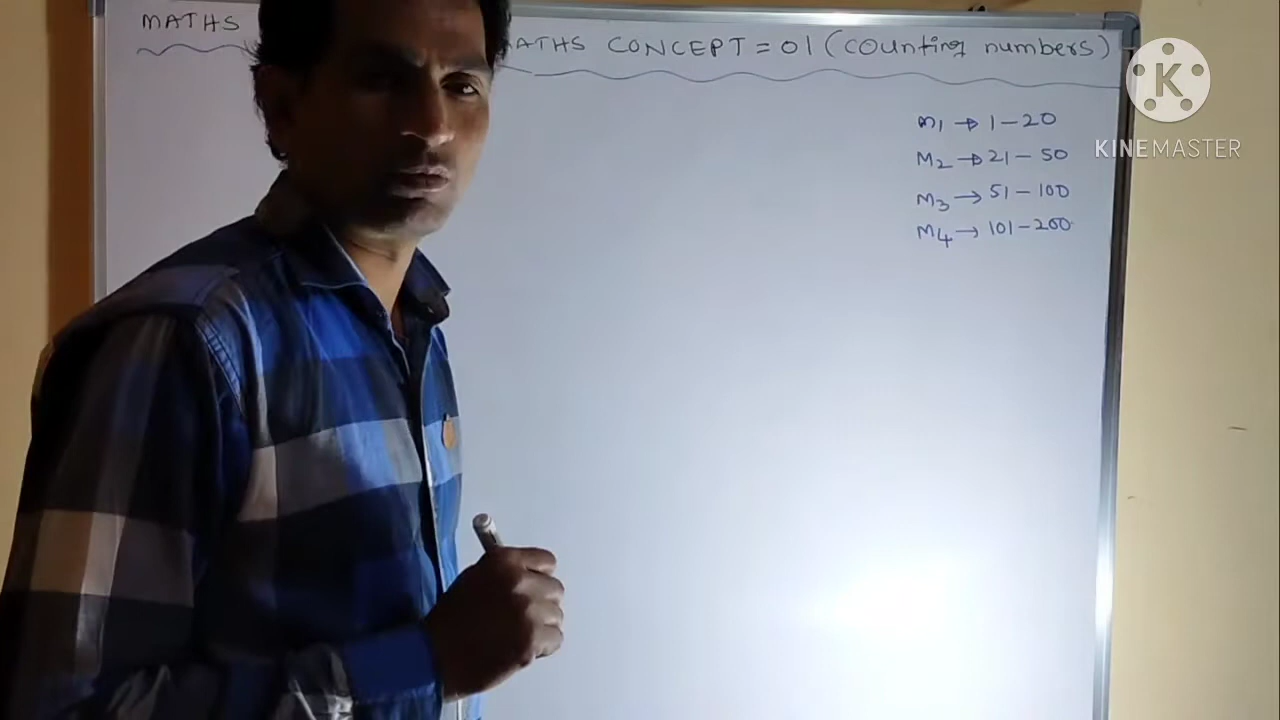 MATHS ATHS CONCEPT = 01 (counting numbers)
M1 → 1 - 20
M2 → 21 - 50
M3 → 51 - 100
M4 → 101 - 200
K
KINEMASTER